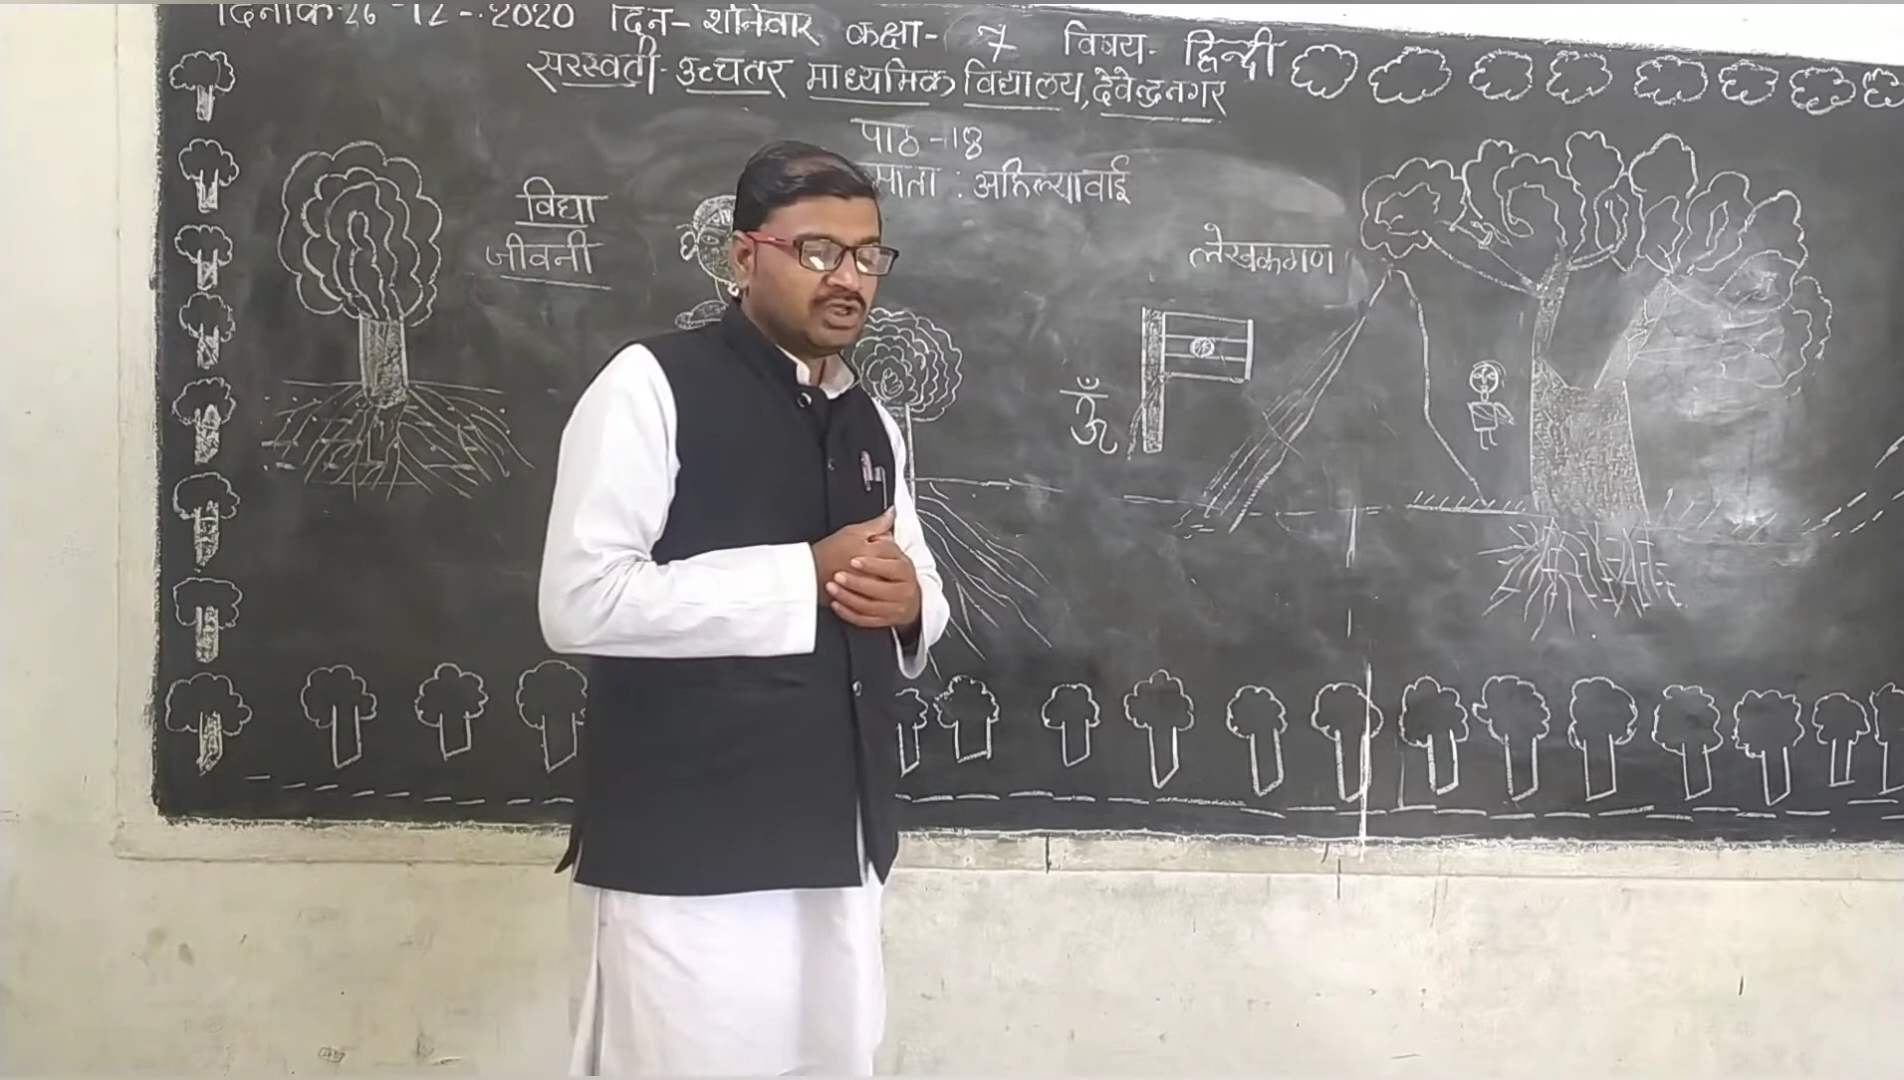 दिनांक-26-12-2020 दिन- शनिवार कक्षा- 7 विषय- हिन्दी
सरस्वती उच्चतर माध्यमिक विद्यालय, देवेन्द्रनगर
पाठ-18
माता : अहिल्याबाई
विधा
जीवनी
लेखकगण
ॐ